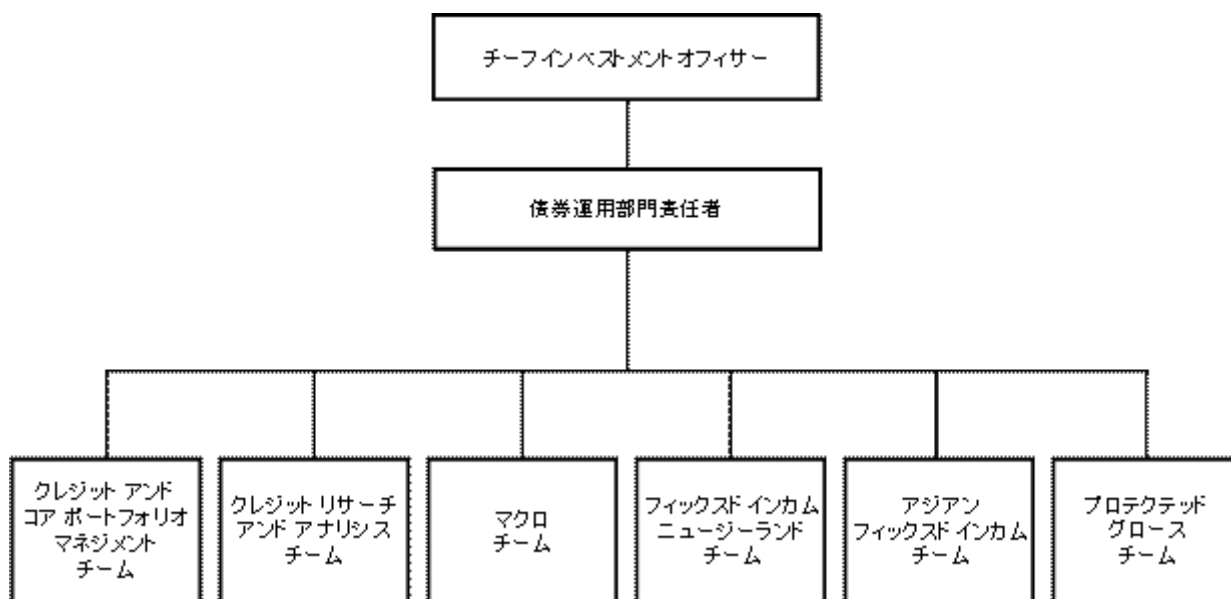 チーフインベストメントオフィサー
債券運用部門責任者
クレジット アンド
コア ポートフォリオ
マネジメント
チーム
クレジット リサーチ
アンド アナリシス
チーム
マクロ
チーム
フィックスド インカム
ニュージーランド
チーム
アジアン
フィックスド インカム
チーム
プロテクテッド
グロース
チーム